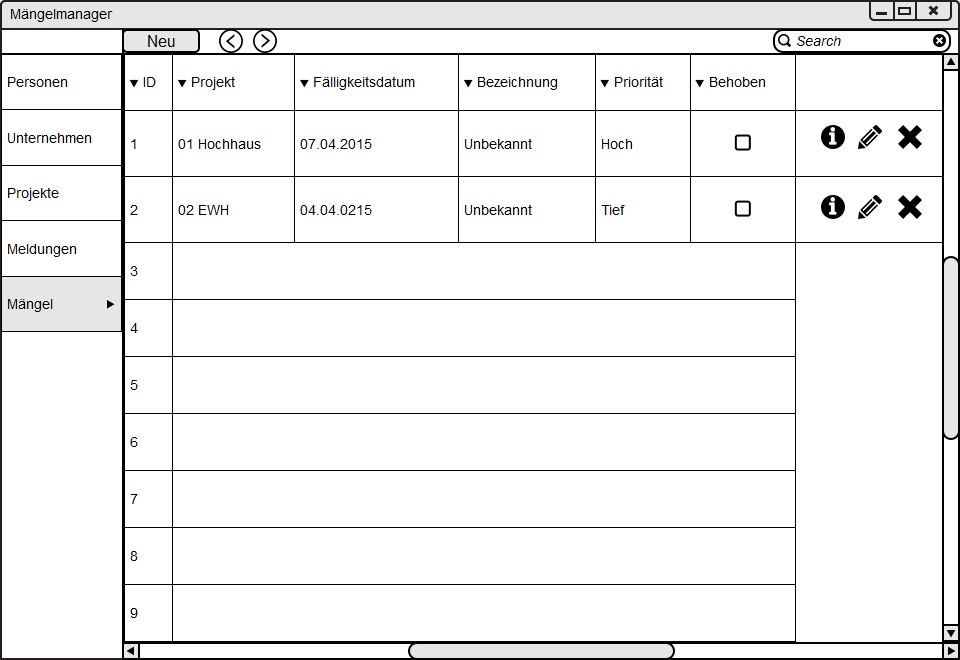 Mängelmanager
Neu
Search
Personen
Unternehmen
Projekte
Meldungen
Mängel
ID Projekt Fälligkeitsdatum Bezeichnung Priorität Behoben
1 01 Hochhaus 07.04.2015 Unbekannt Hoch
2 02 EWH 04.04.0215 Unbekannt Tief
3
4
5
6
7
8
9